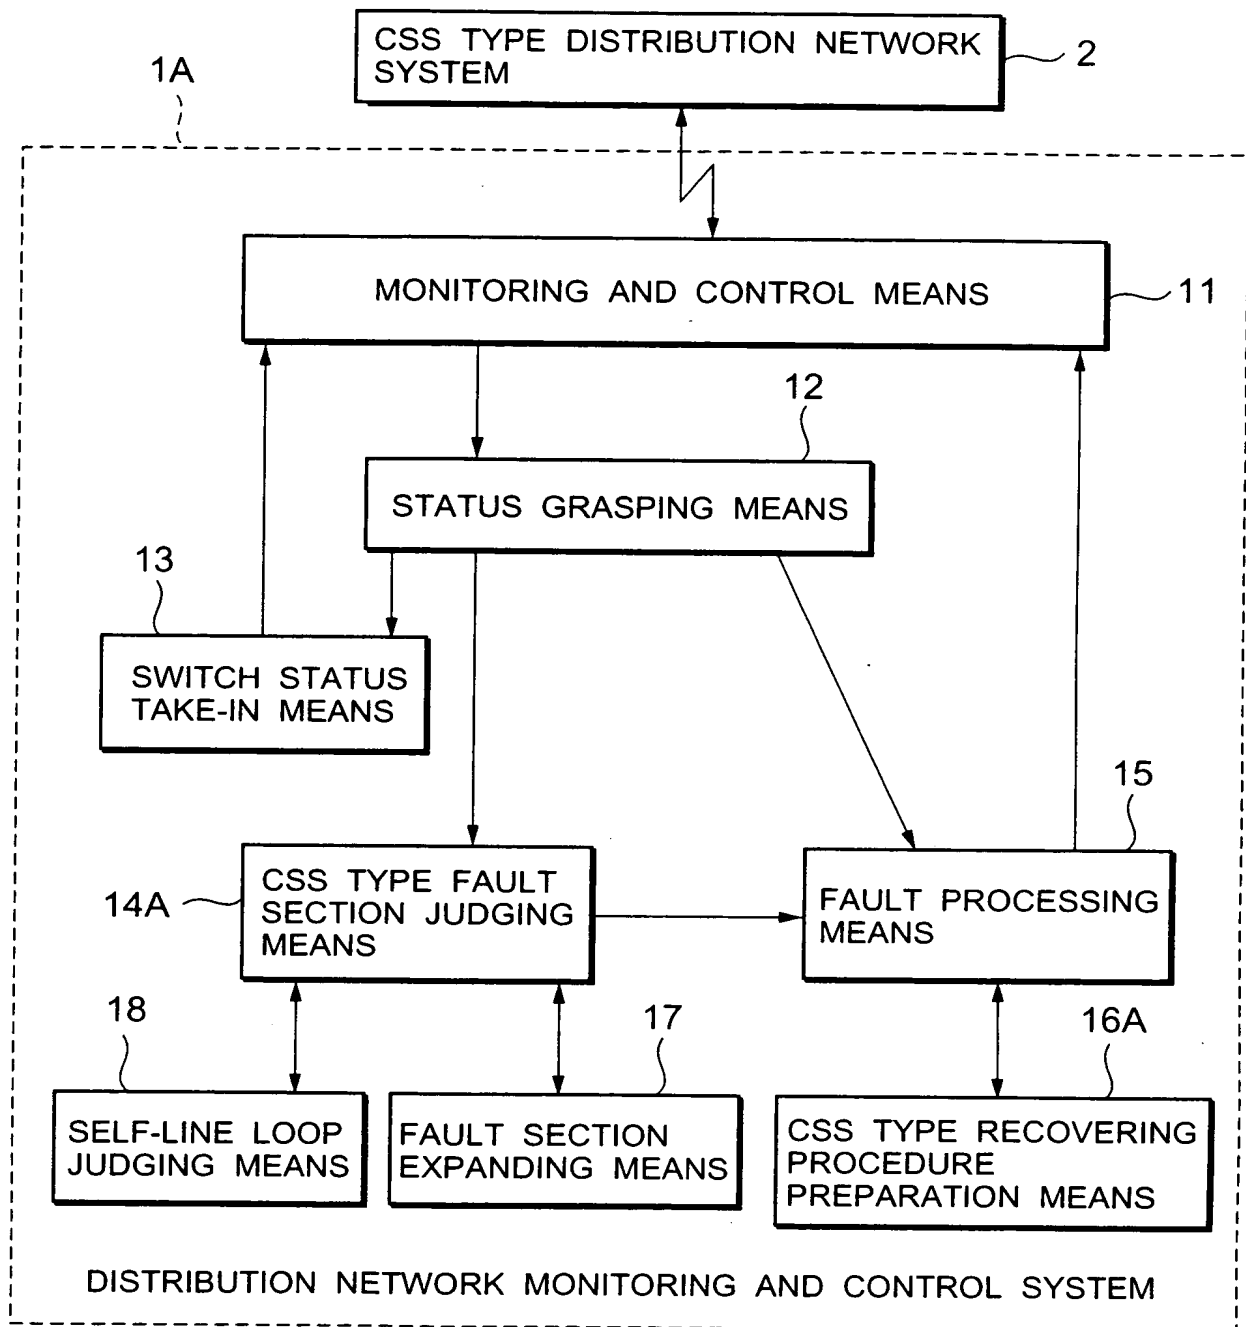 CSS TYPE DISTRIBUTION NETWORK
SYSTEM
2
1A
MONITORING AND CONTROL MEANS
11
12
STATUS GRASPING MEANS
13
SWITCH STATUS
TAKE-IN MEANS
15
14A
CSS TYPE FAULT
SECTION JUDGING
MEANS
FAULT PROCESSING
MEANS
18
17
16A
SELF-LINE LOOP
JUDGING MEANS
FAULT SECTION
EXPANDING MEANS
CSS TYPE RECOVERING
PROCEDURE
PREPARATION MEANS
DISTRIBUTION NETWORK MONITORING AND CONTROL SYSTEM